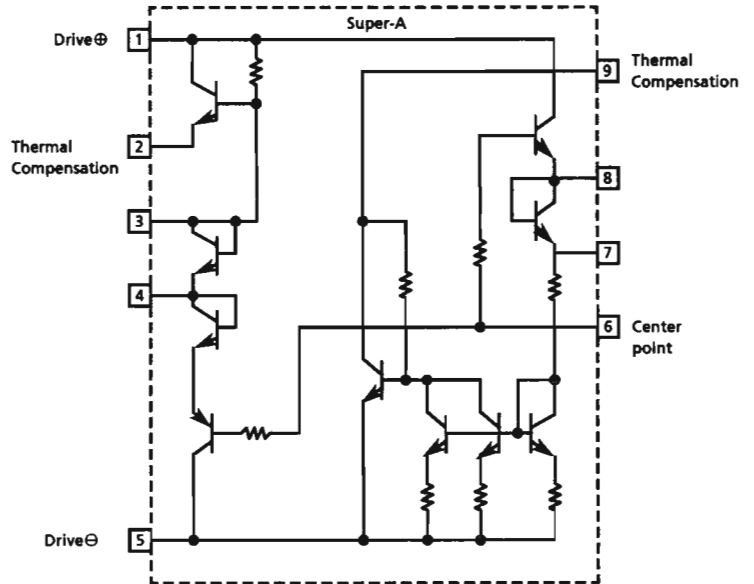 Super-A
Drive⊕
1
9
Thermal
Compensation
2
Thermal
Compensation
8
3
7
4
6
Center
point
Drive⊖
5